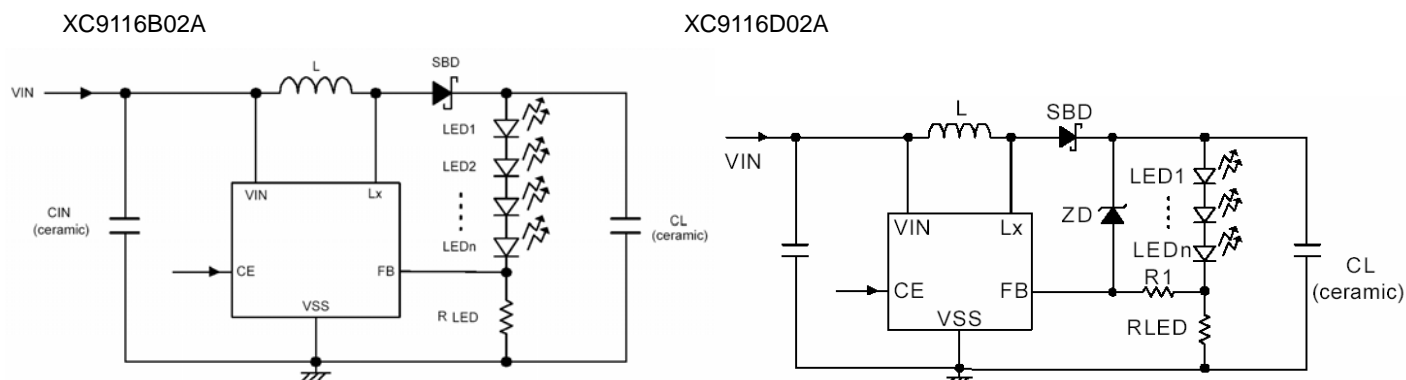 XC9116B02A
XC9116D02A
L
SBD
VIN
LED1
LED2
LEDn
VIN
Lx
CIN
(ceramic)
CL
(ceramic)
CE
FB
VSS
R LED
L
SBD
VIN
LED1
ZD
VIN
Lx
LEDn
R1
CL
(ceramic)
CE
FB
VSS
RLED